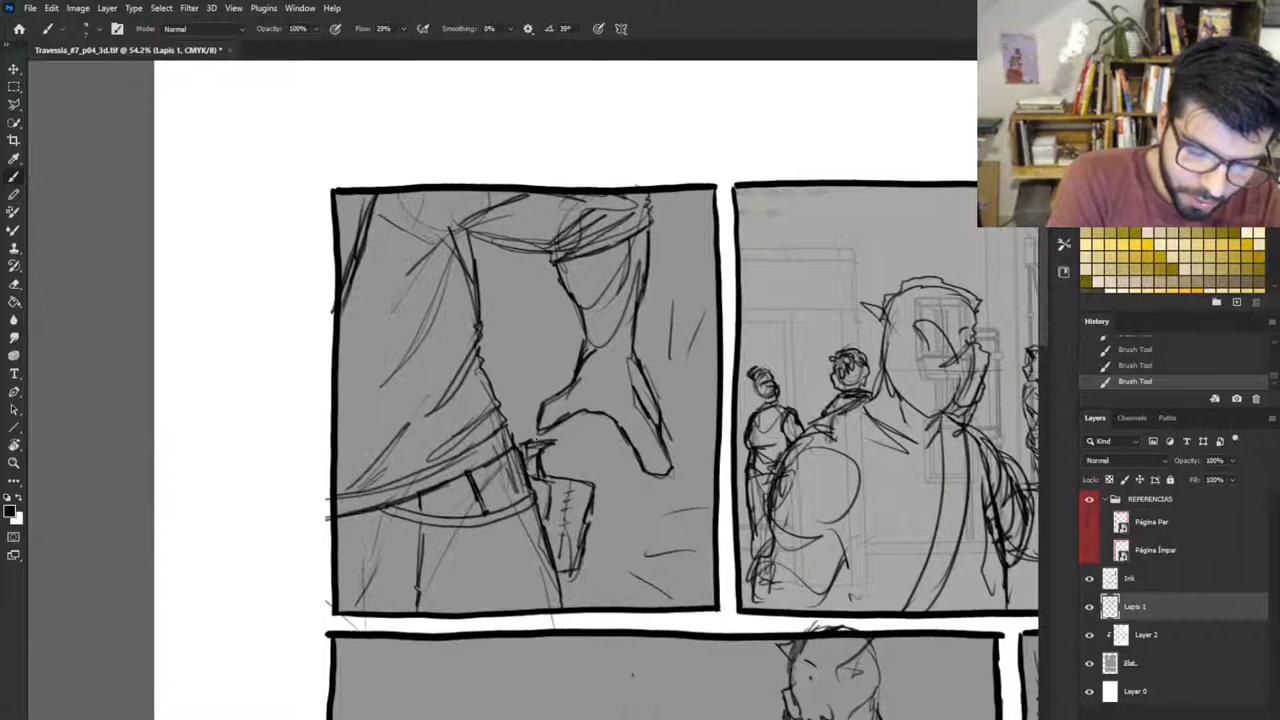 Ps File Edit Image Layer Type Select Filter 3D View Plugins Window Help
7 Mode: Normal Opacity: 100% Flow: 29% Smoothing: 0% 39°
Travessia_#7_p04_3d.tif @ 54.2% (Lapis 1, CMYK/8) *
History
Brush Tool
Brush Tool
Brush Tool
Layers Channels Paths
Kind
Normal Opacity: 100%
Lock: Fill: 100%
REFERENCIAS
Página Par
Página Ímpar
Ink
Lapis 1
Layer 2
Layer 0